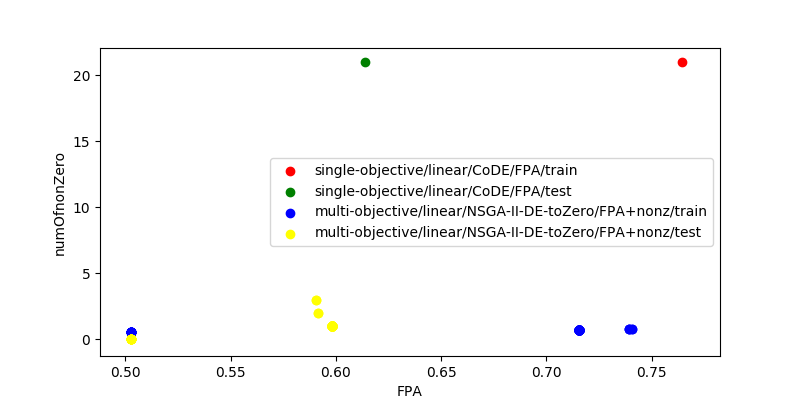 20
15
10
5
0
numOfnonZero
single-objective/linear/CoDE/FPA/train
single-objective/linear/CoDE/FPA/test
multi-objective/linear/NSGA-II-DE-toZero/FPA+nonz/train
multi-objective/linear/NSGA-II-DE-toZero/FPA+nonz/test
0.50 0.55 0.60 0.65 0.70 0.75
FPA